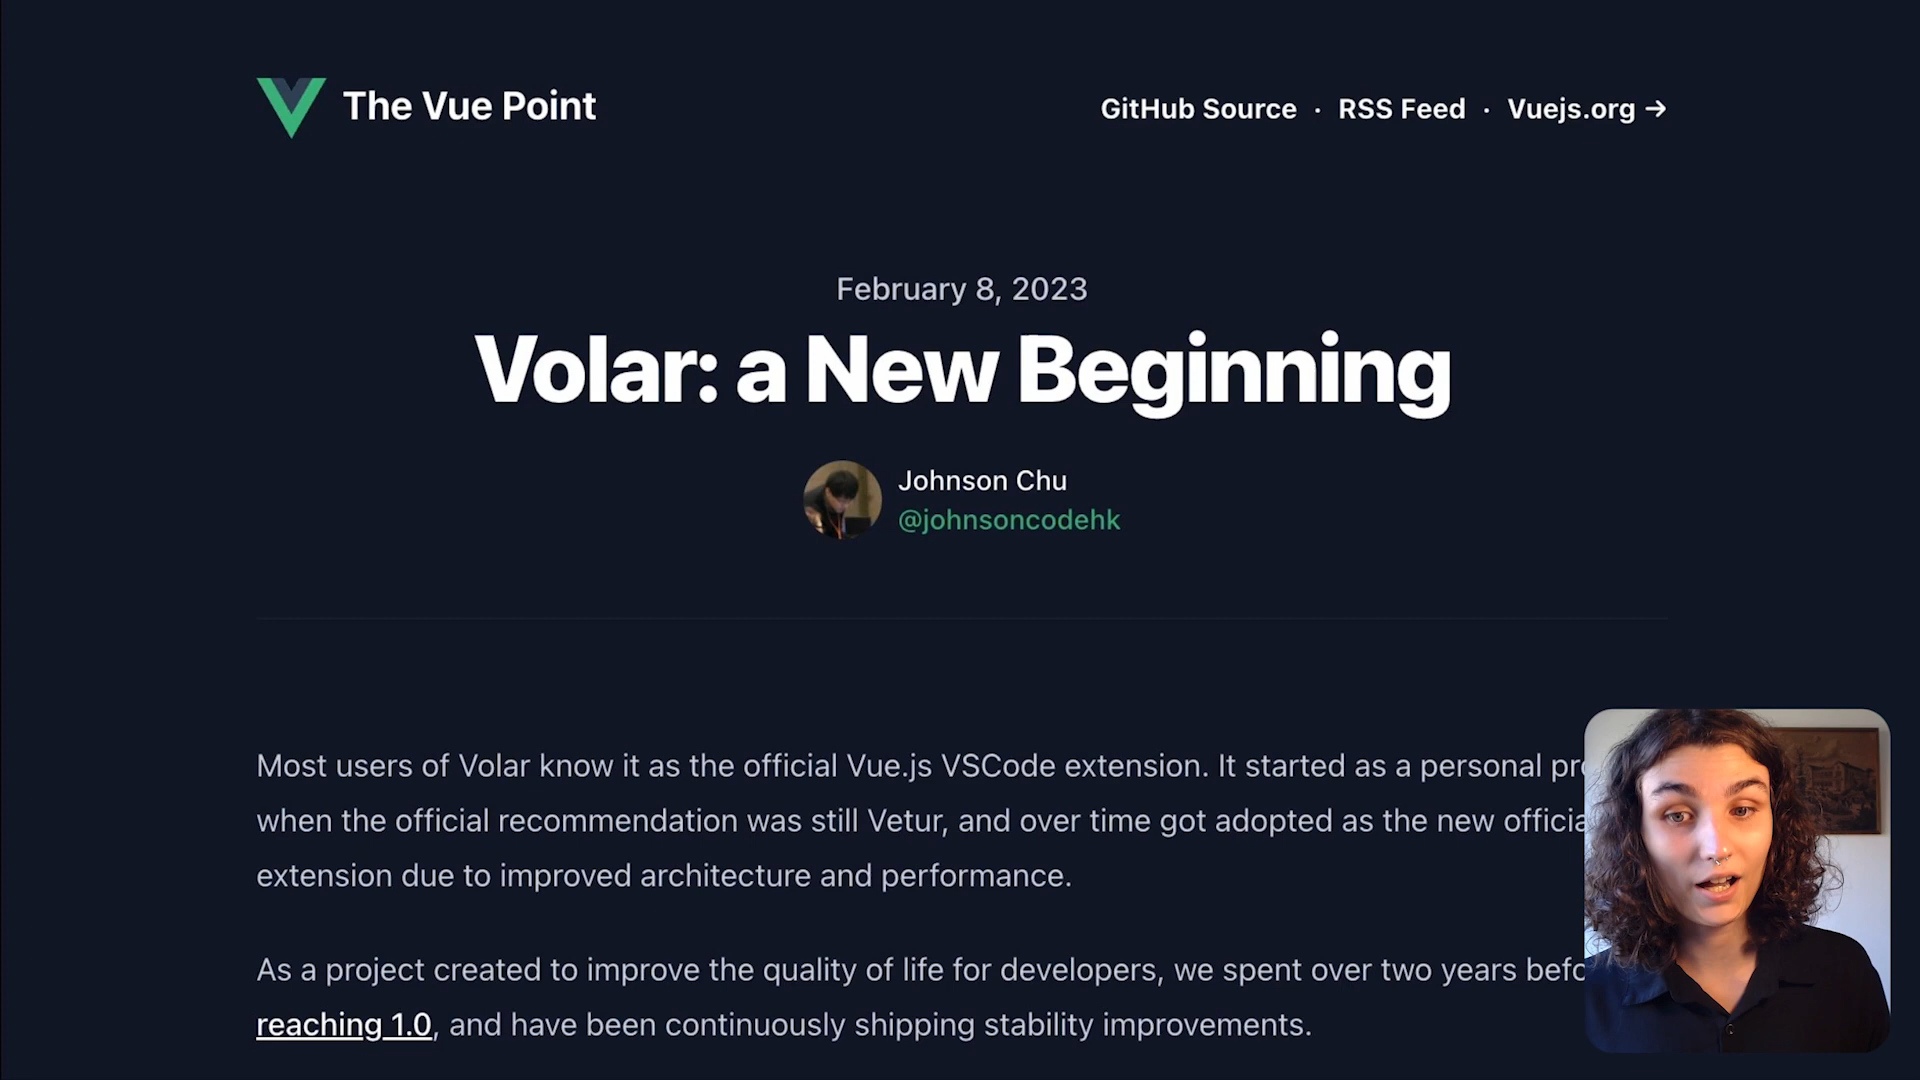 The Vue Point
GitHub Source · RSS Feed · Vuejs.org →
February 8, 2023
Volar: a New Beginning
Johnson Chu
@johnsoncodehk
Most users of Volar know it as the official Vue.js VSCode extension. It started as a personal
when the official recommendation was still Vetur, and over time got adopted as the new
extension due to improved architecture and performance.
As a project created to improve the quality of life for developers, we spent over two years
reaching 1.0, and have been continuously shipping stability improvements.